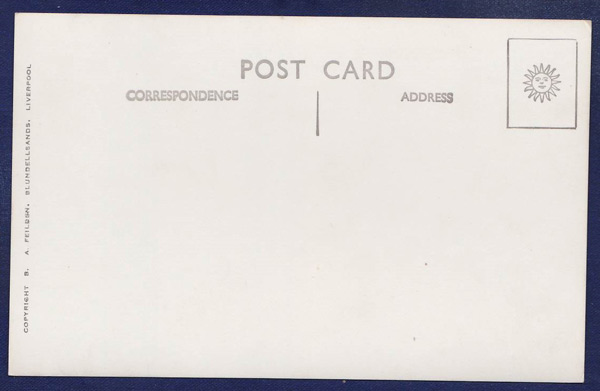 POST CARD
CORRESPONDENCE
ADDRESS
COPYRIGHT B. A. FEILDEN, BLUNDELLSANDS, LIVERPOOL